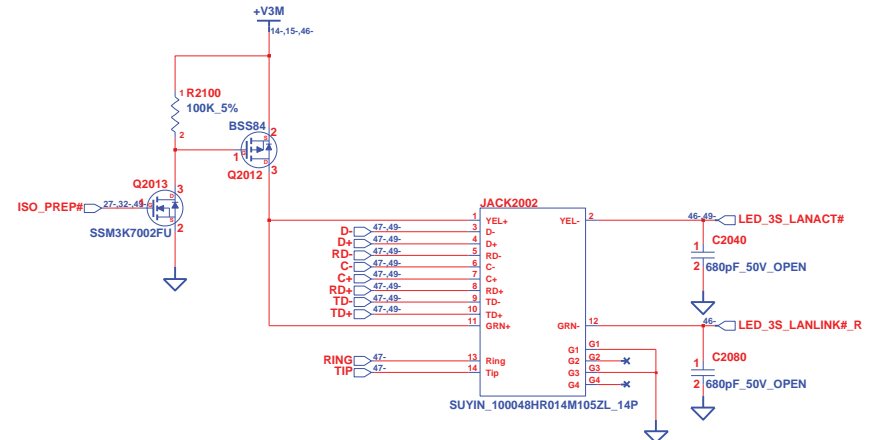 +V3M
14-,15-,46-
1 R2100
100K_5%
2
BSS84
2
S
G
1
D
3
Q2012
Q2013
3
D
ISO_PREP#
27-,32-,49-
1
G
S
2
SSM3K7002FU
JACK2002
1 YEL+ YEL- 2 46-,49- LED_3S_LANACT#
D- 47-,49- 3 D-
D+ 47-,49- 4 D+
RD- 47-,49- 5 RD-
C- 47-,49- 6 C-
C+ 47-,49- 7 C+
RD+ 47-,49- 8 RD+
TD- 47-,49- 9 TD-
TD+ 47-,49- 10 TD+
11 GRN+ GRN- 12 46- LED_3S_LANLINK#_R
1 C2040
2 680pF_50V_OPEN
G1 G1
G2 G2
G3 G3
G4 G4
RING 47- 13 Ring
TIP 47- 14 Tip
1 C2080
2 680pF_50V_OPEN
SUYIN_100048HR014M105ZL_14P